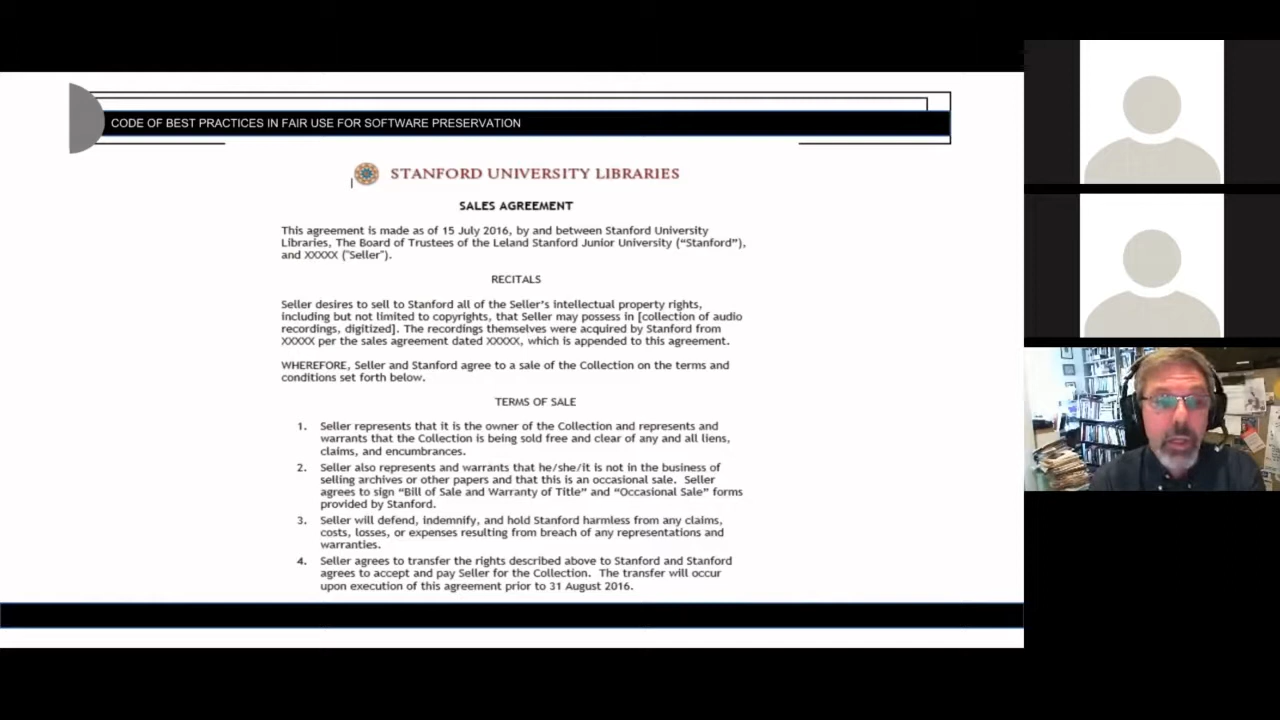 CODE OF BEST PRACTICES IN FAIR USE FOR SOFTWARE PRESERVATION
STANFORD UNIVERSITY LIBRARIES
SALES AGREEMENT
This agreement is made as of 15 July 2016, by and between Stanford University
Libraries, The Board of Trustees of the Leland Stanford Junior University (“Stanford”),
and XXXXX (“Seller”).
RECITALS
Seller desires to sell to Stanford all of the Seller’s intellectual property rights,
including but not limited to copyrights, that Seller may possess in [collection of audio
recordings, digitized]. The recordings themselves were acquired by Stanford from
XXXXX per the sales agreement dated XXXXX, which is appended to this agreement.
WHEREFORE, Seller and Stanford agree to a sale of the Collection on the terms and
conditions set forth below.
TERMS OF SALE
1. Seller represents that it is the owner of the Collection and represents and
warrants that the Collection is being sold free and clear of any and all liens,
claims, and encumbrances.
2. Seller also represents and warrants that he/she/it is not in the business of
selling archives or other papers and that this is an occasional sale. Seller
agrees to sign “Bill of Sale and Warranty of Title” and “Occasional Sale” forms
provided by Stanford.
3. Seller will defend, indemnify, and hold Stanford harmless from any claims,
costs, losses, or expenses resulting from breach of any representations and
warranties.
4. Seller agrees to transfer the rights described above to Stanford and Stanford
agrees to accept and pay Seller for the Collection. The transfer will occur
upon execution of this agreement prior to 31 August 2016.